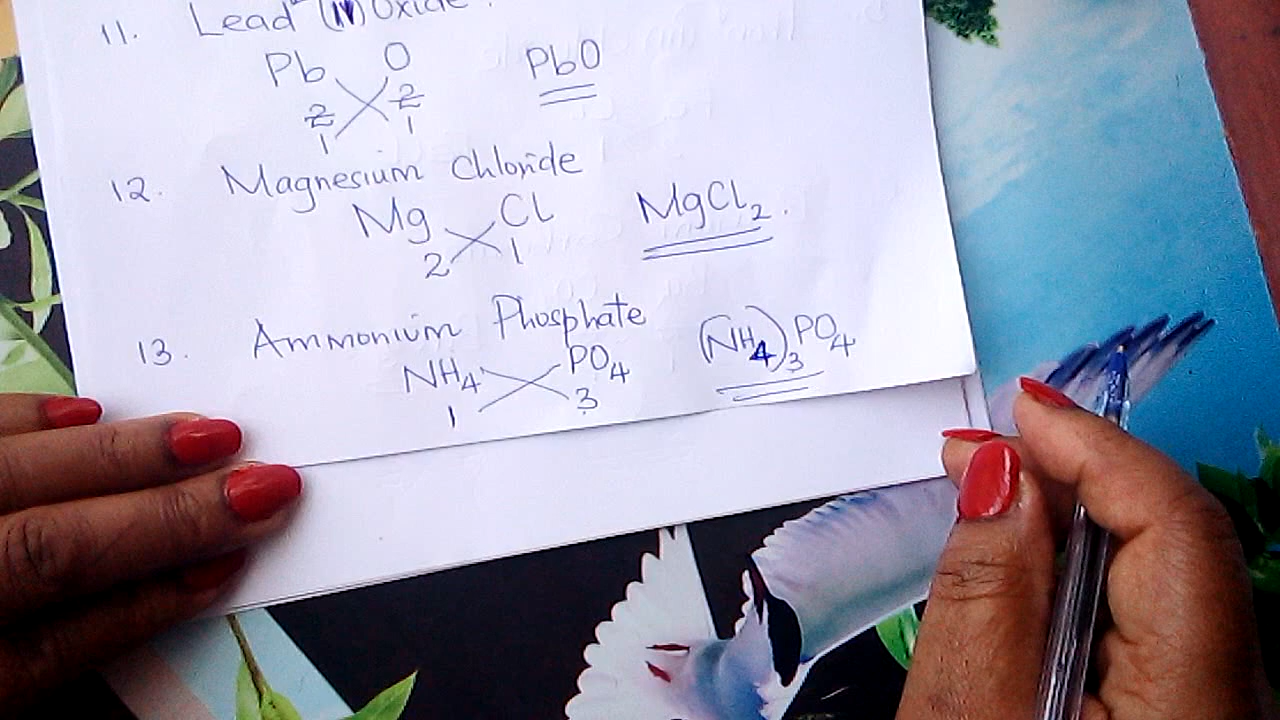 11. Lead (IV) Oxide.
Pb O PbO
2 2
1 1
12. Magnesium Chloride
Mg Cl MgCl₂.
2 1
13. Ammonium Phosphate
NH₄ PO₄ (NH₄)₃PO₄
1 3